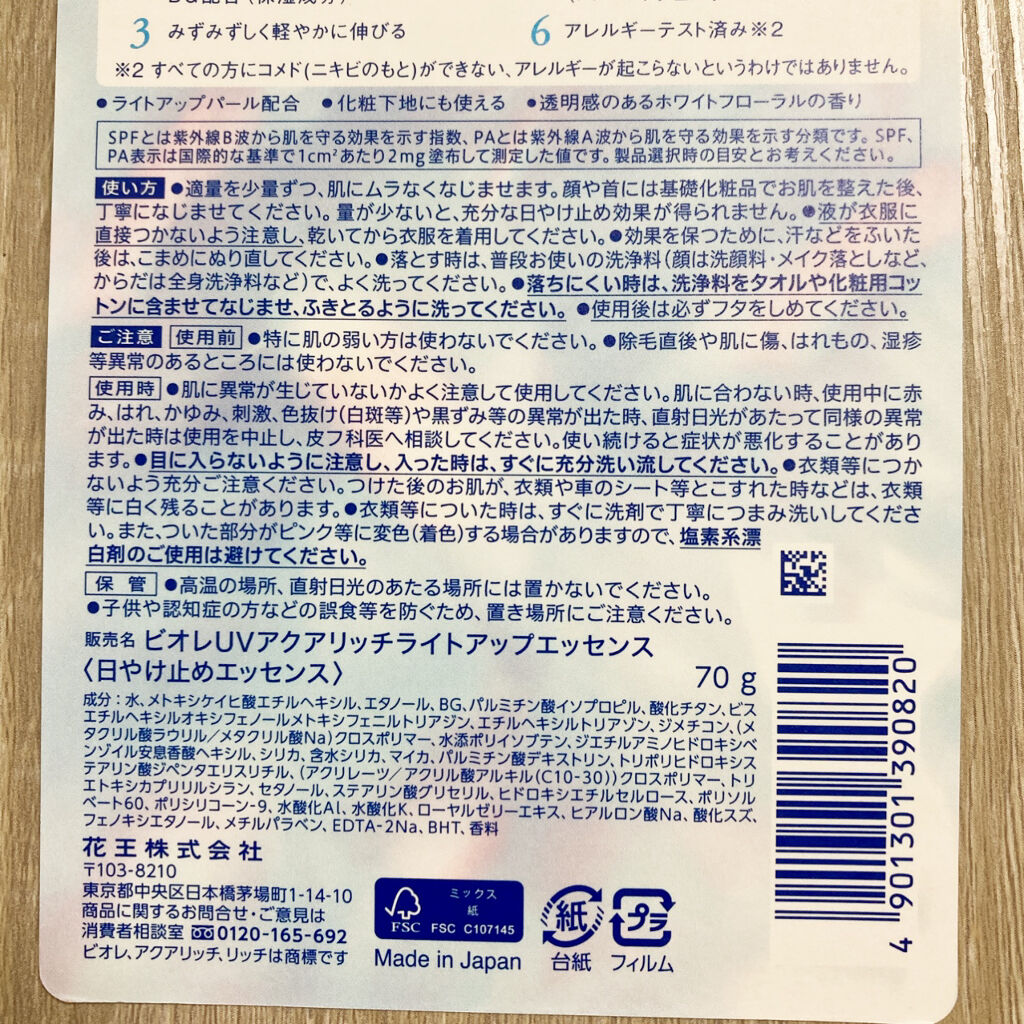 BG配合(保湿成分)
3 みずみずしく軽やかに伸びる
6 アレルギーテスト済み※2
※2 すべての方にコメド(ニキビのもと)ができない、アレルギーが起こらないというわけではありません。
●ライトアップパール配合 ●化粧下地にも使える ●透明感のあるホワイトフローラルの香り
SPFとは紫外線B波から肌を守る効果を示す指数、PAとは紫外線A波から肌を守る効果を示す分類です。SPF、
PA表示は国際的な基準で1cm²あたり2mg塗布して測定した値です。製品選択時の目安とお考えください。
使い方 ●適量を少量ずつ、肌にムラなくなじませます。顔や首には基礎化粧品でお肌を整えた後、
丁寧になじませてください。量が少ないと、充分な日やけ止め効果が得られません。●液が衣服に
直接つかないよう注意し、乾いてから衣服を着用してください。●効果を保つために、汗などをふいた
後は、こまめにぬり直してください。●落とす時は、普段お使いの洗浄料(顔は洗顔料・メイク落としなど、
からだは全身洗浄料など)で、よく洗ってください。●落ちにくい時は、洗浄料をタオルや化粧用コッ
トンに含ませてなじませ、ふきとるように洗ってください。 ●使用後は必ずフタをしめてください。
ご注意 使用前 ●特に肌の弱い方は使わないでください。●除毛直後や肌に傷、はれもの、湿疹
等異常のあるところには使わないでください。
使用時 ●肌に異常が生じていないかよく注意して使用してください。肌に合わない時、使用中に赤
み、はれ、かゆみ、刺激、色抜け(白斑等)や黒ずみ等の異常が出た時、直射日光があたって同様の異常
が出た時は使用を中止し、皮フ科医へ相談してください。使い続けると症状が悪化することがあり
ます。●目に入らないように注意し、入った時は、すぐに充分洗い流してください。●衣類等につか
ないよう充分ご注意ください。つけた後のお肌が、衣類や車のシート等とこすれた時などは、衣類
等に白く残ることがあります。●衣類等についた時は、すぐに洗剤で丁寧につまみ洗いしてくださ
い。また、ついた部分がピンク等に変色(着色)する場合がありますので、塩素系漂
白剤のご使用は避けてください。
保管 ●高温の場所、直射日光のあたる場所には置かないでください。
●子供や認知症の方などの誤食等を防ぐため、置き場所にご注意ください。
販売名 ビオレUVアクアリッチライトアップエッセンス
〈日やけ止めエッセンス〉 70 g
成分：水、メトキシケイヒ酸エチルヘキシル、エタノール、BG、パルミチン酸イソプロピル、酸化チタン、ビス
エチルヘキシルオキシフェノールメトキシフェニルトリアジン、エチルヘキシルトリアゾン、ジメチコン、(メ
タクリル酸ラウリル／メタクリル酸Na)クロスポリマー、水添ポリイソブテン、ジエチルアミノヒドロキシベ
ンゾイル安息香酸ヘキシル、シリカ、含水シリカ、マイカ、パルミチン酸デキストリン、トリポリヒドロキシス
テアリン酸ジペンタエリスリチル、(アクリレーツ／アクリル酸アルキル(C10-30))クロスポリマー、トリ
エトキシカプリリルシラン、セタノール、ステアリン酸グリセリル、ヒドロキシエチルセルロース、ポリソル
ベート60、ポリシリコーン-9、水酸化Al、水酸化K、ローヤルゼリーエキス、ヒアルロン酸Na、酸化スズ、
フェノキシエタノール、メチルパラベン、EDTA-2Na、BHT、香料
花王株式会社
〒103-8210
東京都中央区日本橋茅場町1-14-10
商品に関するお問合せ・ご意見は
消費者相談室 0120-165-692
ビオレ、アクアリッチ、リッチは商標です
FSC
ミックス
紙
FSC C107145
Made in Japan
紙
台紙
プラ
フィルム
4 901301 390820